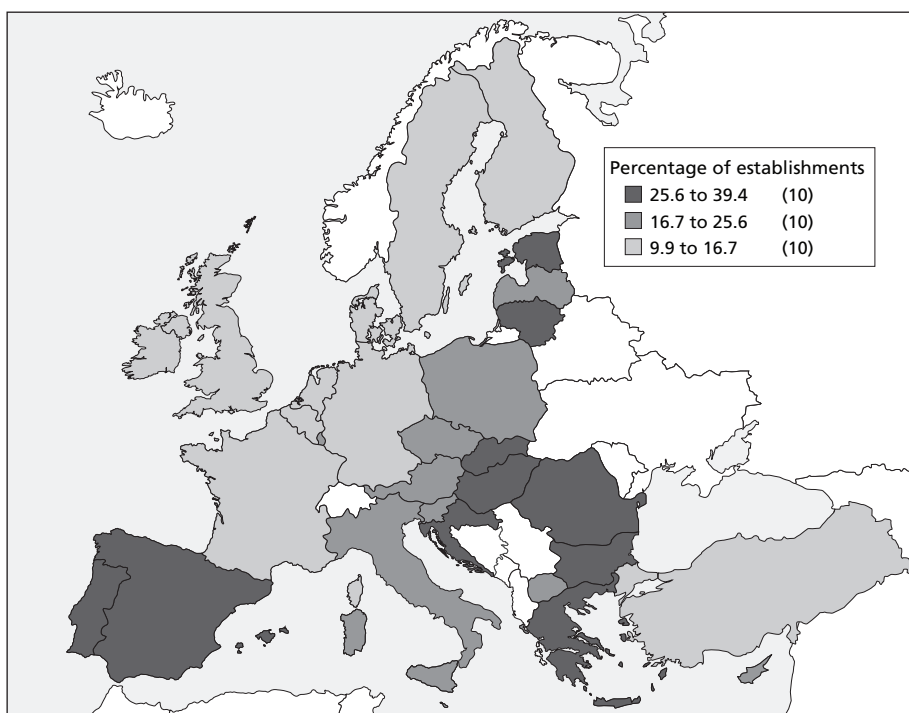 Percentage of establishments
25.6 to 39.4 (10)
16.7 to 25.6 (10)
9.9 to 16.7 (10)